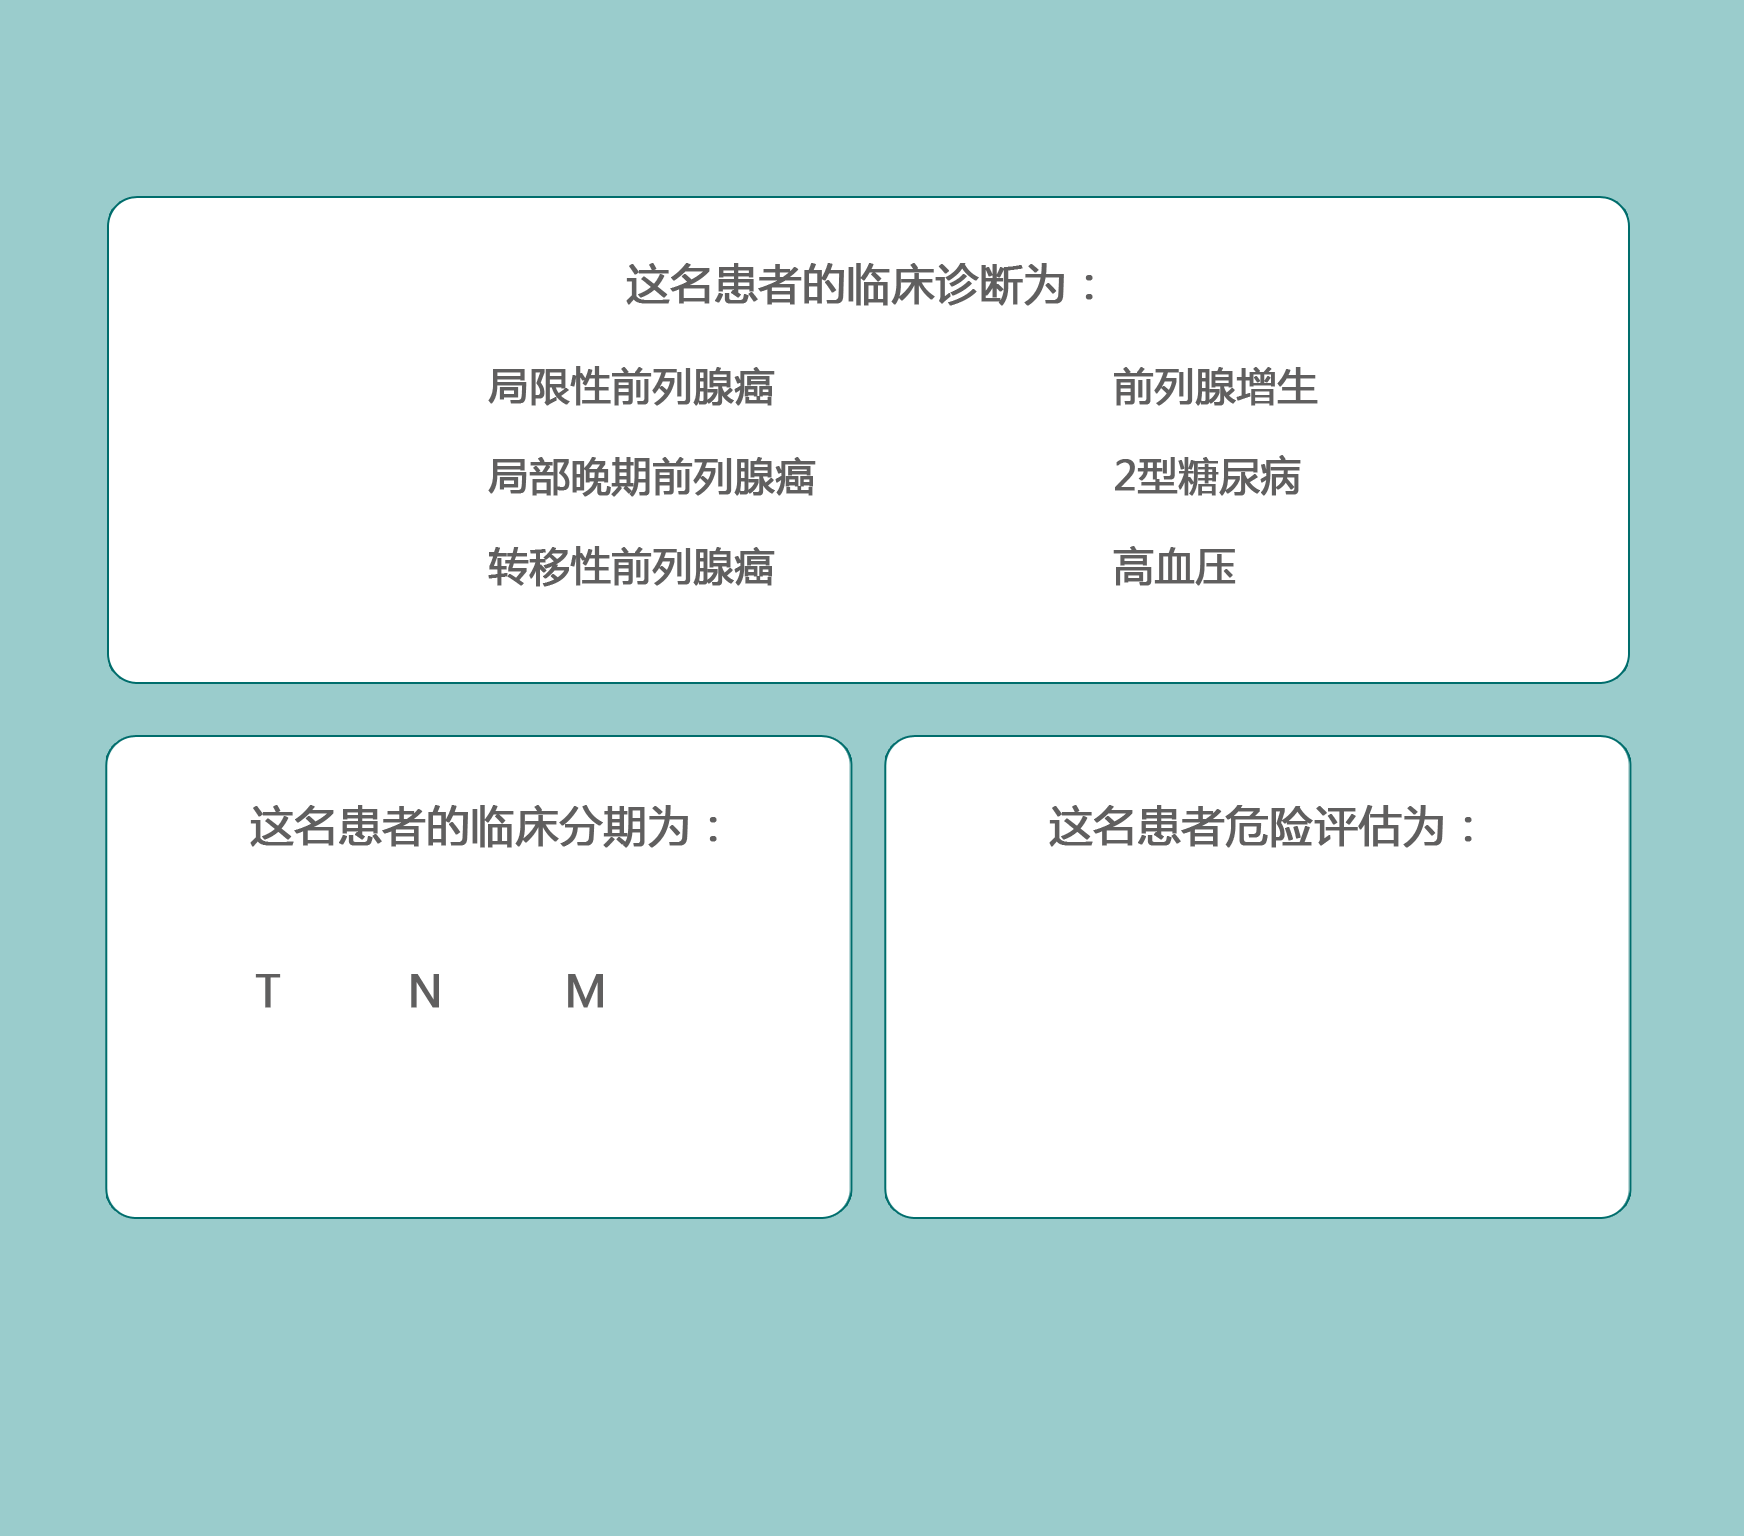 这名患者的临床诊断为：
局限性前列腺癌
前列腺增生
局部晚期前列腺癌
2型糖尿病
转移性前列腺癌
高血压
这名患者的临床分期为：
T N M
这名患者危险评估为：